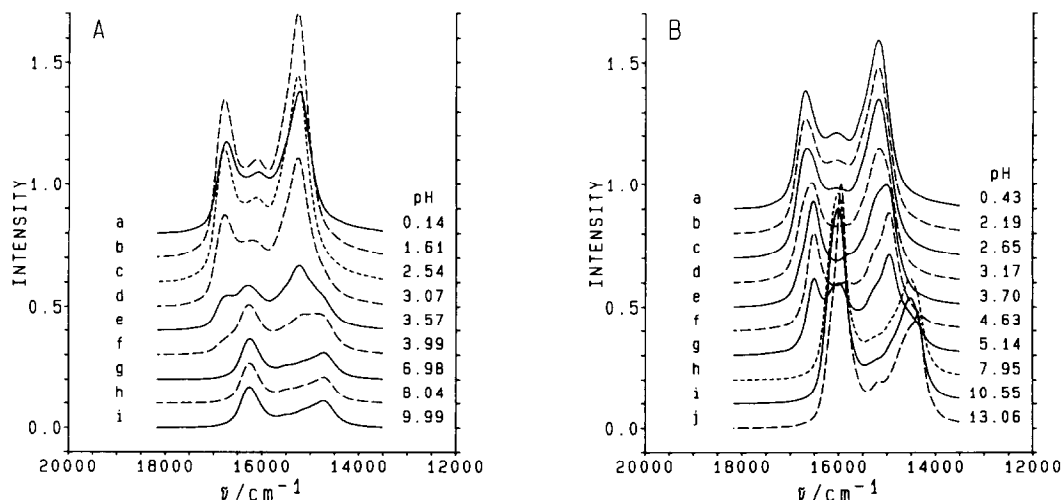 A
INTENSITY
1.5
1.0
0.5
0.0
pH
a 0.14
b 1.61
c 2.54
d 3.07
e 3.57
f 3.99
g 6.98
h 8.04
i 9.99
20000 18000 16000 14000 12000
ν̃/cm⁻¹
B
INTENSITY
1.5
1.0
0.5
0.0
pH
a 0.43
b 2.19
c 2.65
d 3.17
e 3.70
f 4.63
g 5.14
h 7.95
i 10.55
j 13.06
20000 18000 16000 14000 12000
ν̃/cm⁻¹